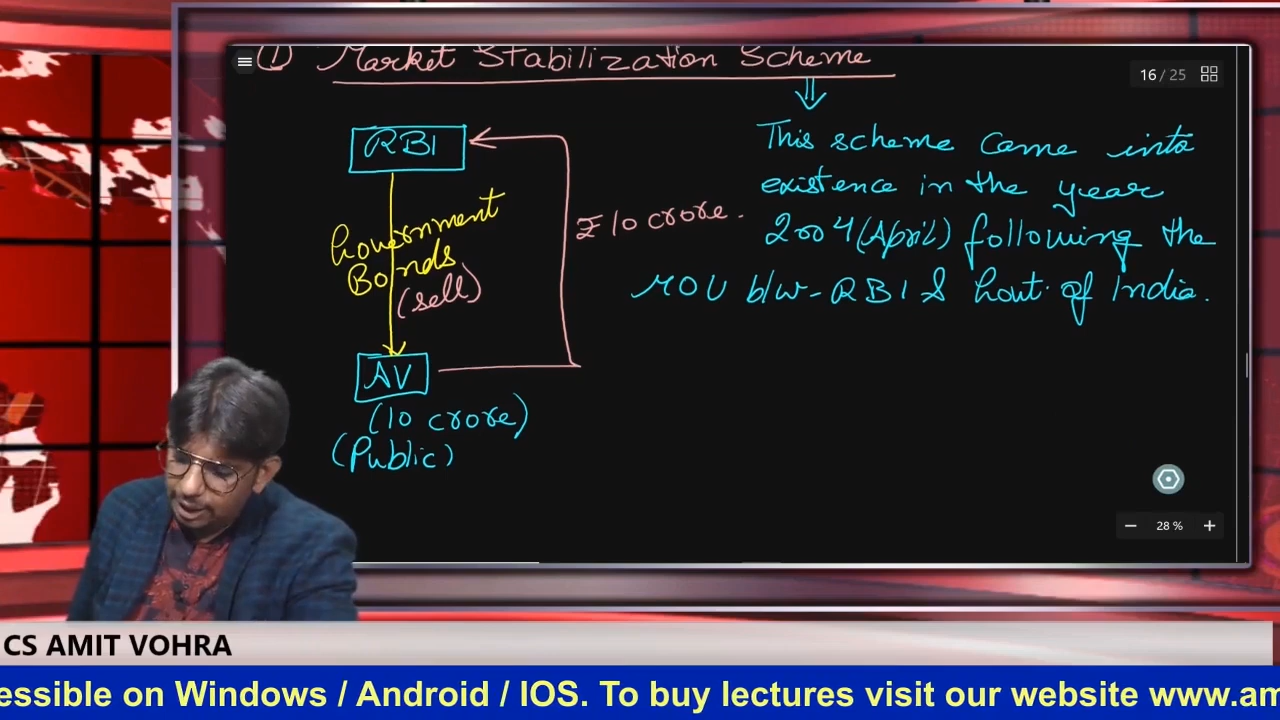 ① Market Stabilization Scheme
16 / 25
RBI
Government
Bonds
(sell)
₹ 10 crore.
AV
(10 crore)
(Public)
This scheme came into
existence in the year
2004 (April) following the
MOU b/w - RBI & Govt. of India.
28 %
CS AMIT VOHRA
essible on Windows / Android / IOS. To buy lectures visit our website www.am